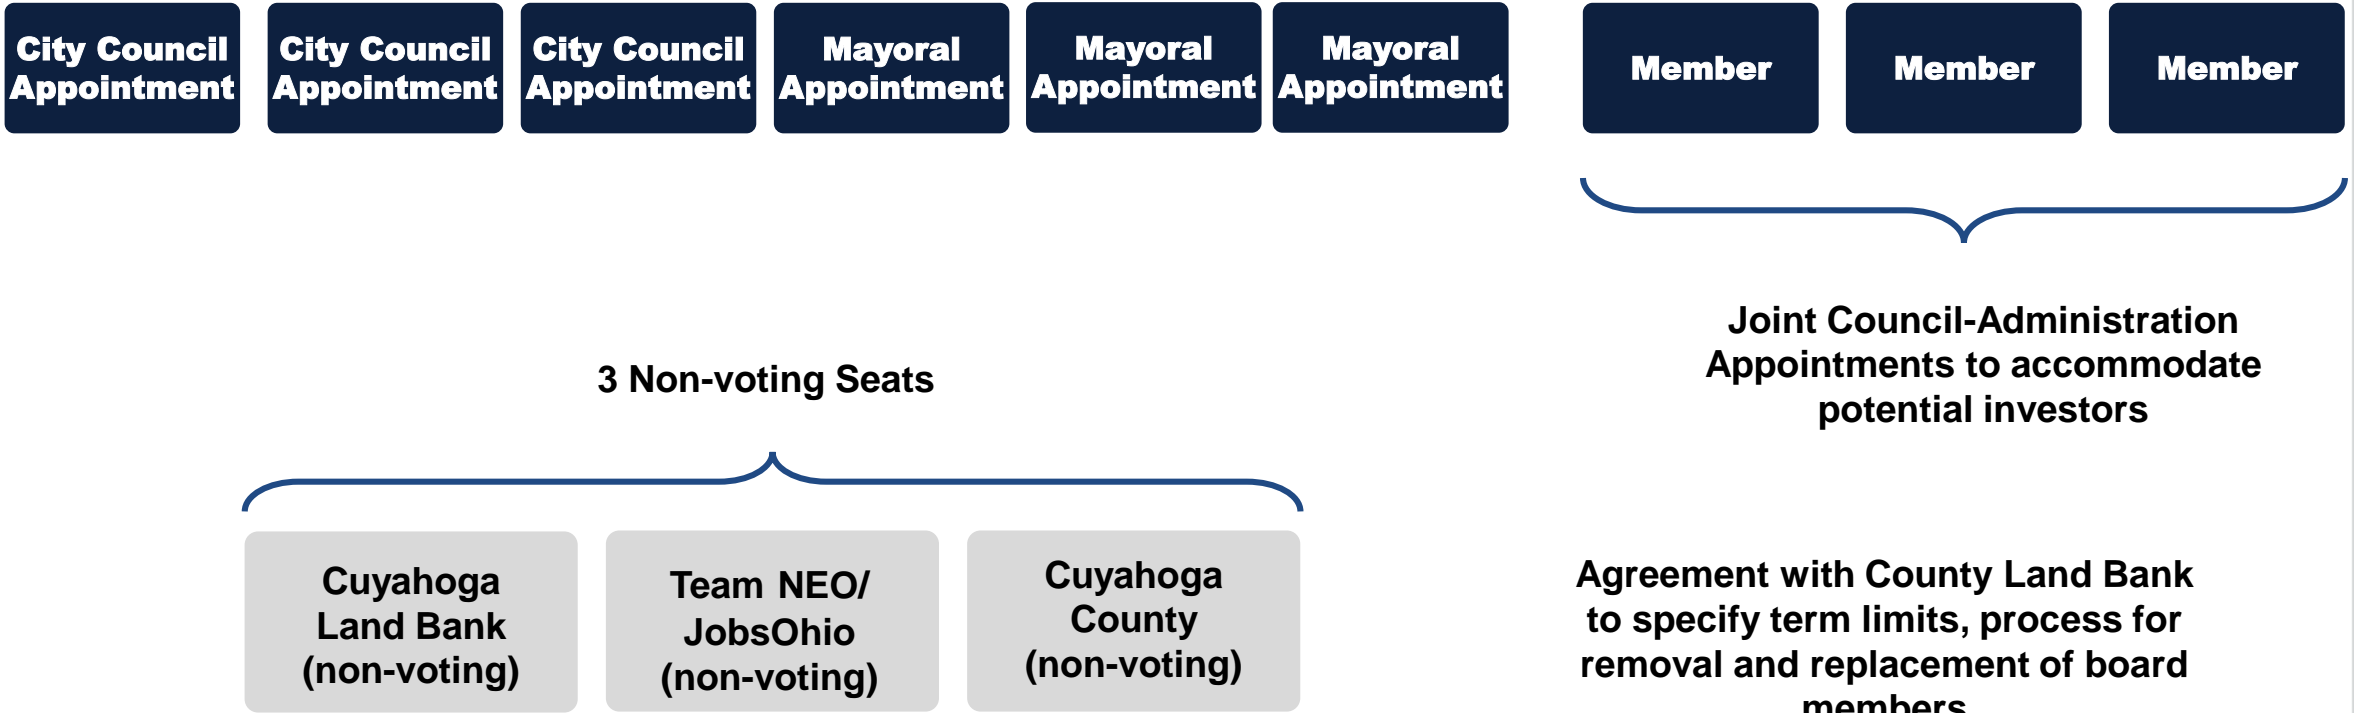 City Council
Appointment
City Council
Appointment
City Council
Appointment
Mayoral
Appointment
Mayoral
Appointment
Mayoral
Appointment
Member
Member
Member
Joint Council-Administration
Appointments to accommodate
potential investors
3 Non-voting Seats
Cuyahoga
Land Bank
(non-voting)
Team NEO/
JobsOhio
(non-voting)
Cuyahoga
County
(non-voting)
Agreement with County Land Bank
to specify term limits, process for
removal and replacement of board
members